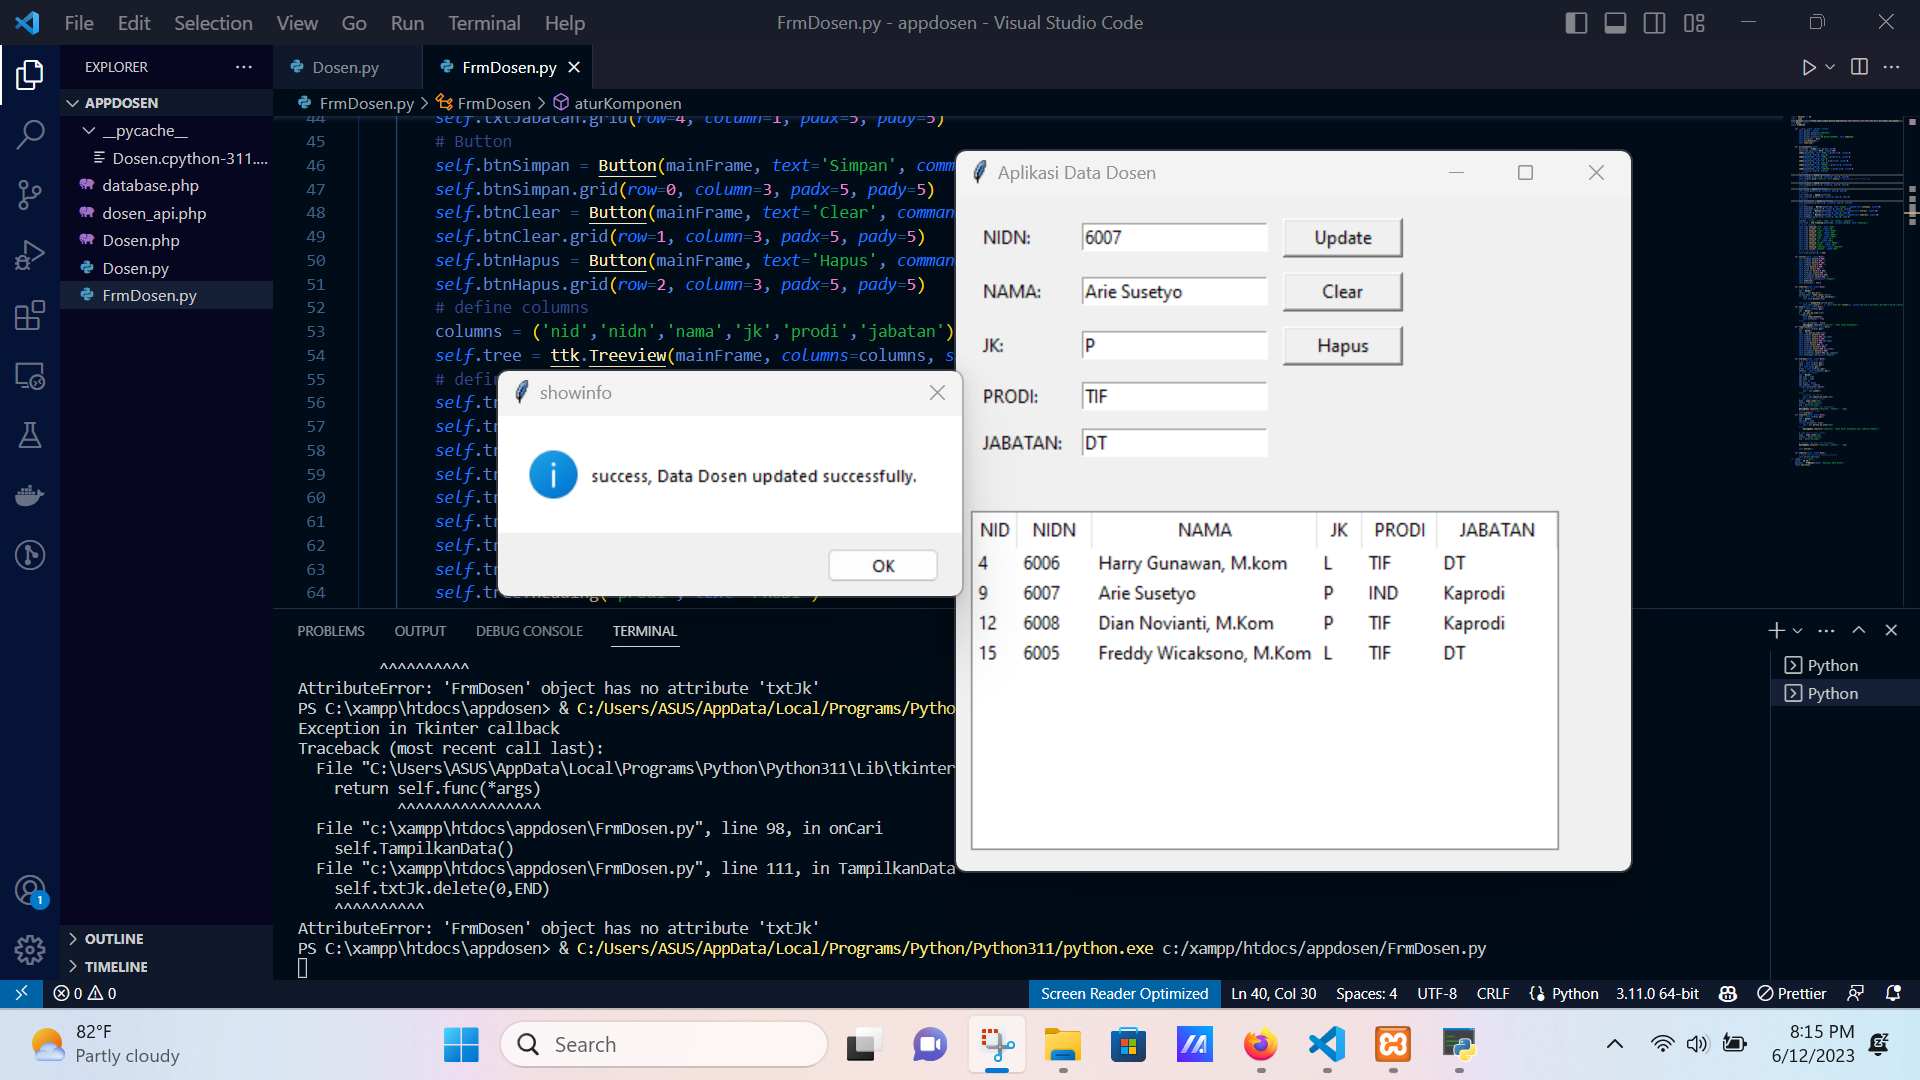 File Edit Selection View Go Run Terminal Help
FrmDosen.py - appdosen - Visual Studio Code
EXPLORER
APPDOSEN
__pycache__
Dosen.cpython-311....
database.php
dosen_api.php
Dosen.php
Dosen.py
FrmDosen.py
OUTLINE
TIMELINE
1
Dosen.py
FrmDosen.py
FrmDosen.py > FrmDosen > aturKomponen
44 self.txtJabatan.grid(row=4, column=1, padx=5, pady=5)
45 # Button
46 self.btnSimpan = Button(mainFrame, text='Simpan', comm
47 self.btnSimpan.grid(row=0, column=3, padx=5, pady=5)
48 self.btnClear = Button(mainFrame, text='Clear', comman
49 self.btnClear.grid(row=1, column=3, padx=5, pady=5)
50 self.btnHapus = Button(mainFrame, text='Hapus', comman
51 self.btnHapus.grid(row=2, column=3, padx=5, pady=5)
52 # define columns
53 columns = ('nid','nidn','nama','jk','prodi','jabatan')
54 self.tree = ttk.Treeview(mainFrame, columns=columns, s
55 # defin
56 self.tr
57 self.tr
58 self.tr
59 self.tr
60 self.tr
61 self.tr
62 self.tr
63 self.tr
64
showinfo
success, Data Dosen updated successfully.
OK
Aplikasi Data Dosen
NIDN: 6007 Update
NAMA: Arie Susetyo Clear
JK: P Hapus
PRODI: TIF
JABATAN: DT
NID NIDN NAMA JK PRODI JABATAN
4 6006 Harry Gunawan, M.kom L TIF DT
9 6007 Arie Susetyo P IND Kaprodi
12 6008 Dian Novianti, M.Kom P TIF Kaprodi
15 6005 Freddy Wicaksono, M.Kom L TIF DT
PROBLEMS OUTPUT DEBUG CONSOLE TERMINAL
^^^^^^^^^^
AttributeError: 'FrmDosen' object has no attribute 'txtJk'
PS C:\xampp\htdocs\appdosen> & C:/Users/ASUS/AppData/Local/Programs/Pytho
Exception in Tkinter callback
Traceback (most recent call last):
File "C:\Users\ASUS\AppData\Local\Programs\Python\Python311\Lib\tkinter
return self.func(*args)
^^^^^^^^^^^^^^^^
File "c:\xampp\htdocs\appdosen\FrmDosen.py", line 98, in onCari
self.TampilkanData()
File "c:\xampp\htdocs\appdosen\FrmDosen.py", line 111, in TampilkanData
self.txtJk.delete(0,END)
^^^^^^^^^^
AttributeError: 'FrmDosen' object has no attribute 'txtJk'
PS C:\xampp\htdocs\appdosen> & C:/Users/ASUS/AppData/Local/Programs/Python/Python311/python.exe c:/xampp/htdocs/appdosen/FrmDosen.py
Python
Python
0 0
Screen Reader Optimized Ln 40, Col 30 Spaces: 4 UTF-8 CRLF Python 3.11.0 64-bit Prettier
82°F
Partly cloudy
Search
8:15 PM
6/12/2023